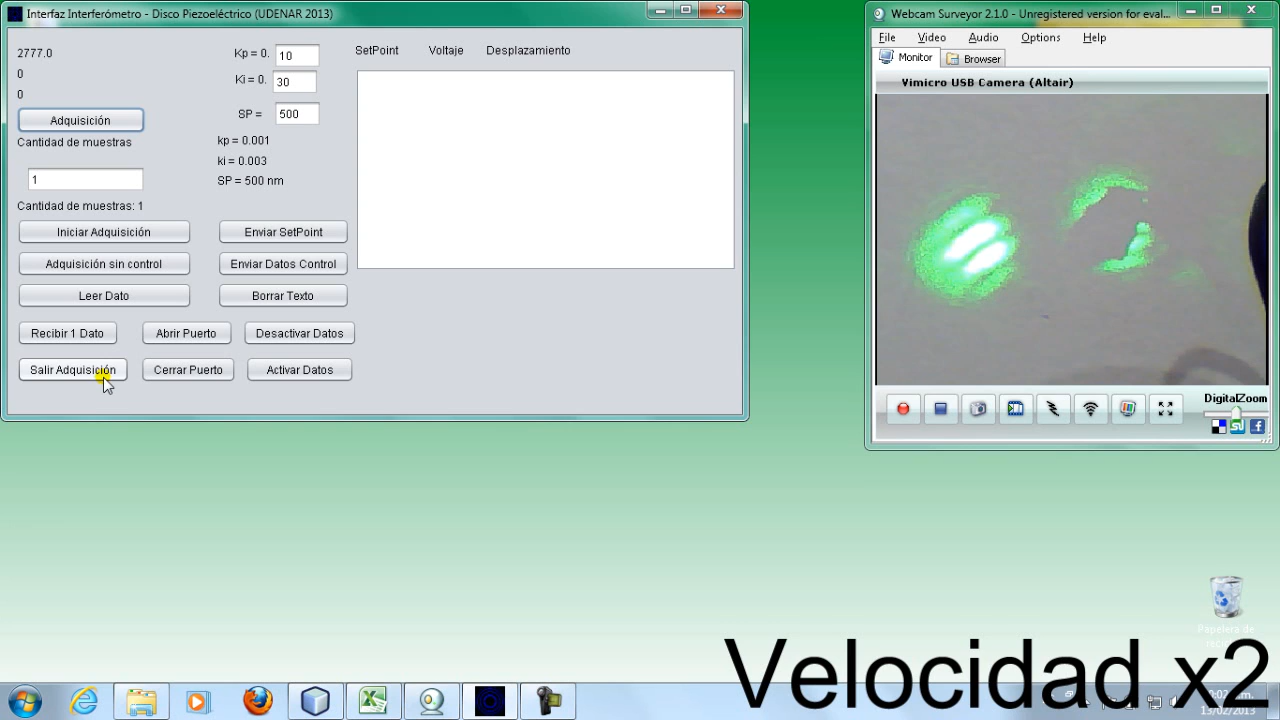 Interfaz Interferómetro - Disco Piezoeléctrico (UDENAR 2013)
2777.0
0
0
Adquisición
Cantidad de muestras
1
Cantidad de muestras: 1
Kp = 0. 10
Ki = 0. 30
SP = 500
kp = 0.001
ki = 0.003
SP = 500 nm
SetPoint Voltaje Desplazamiento
Iniciar Adquisición Enviar SetPoint
Adquisición sin control Enviar Datos Control
Leer Dato Borrar Texto
Recibir 1 Dato Abrir Puerto Desactivar Datos
Salir Adquisición Cerrar Puerto Activar Datos
Webcam Surveyor 2.1.0 - Unregistered version for eval...
File Video Audio Options Help
Monitor Browser
Vimicro USB Camera (Altair)
DigitalZoom
Papelera de
Velocidad x2
13/02/2013